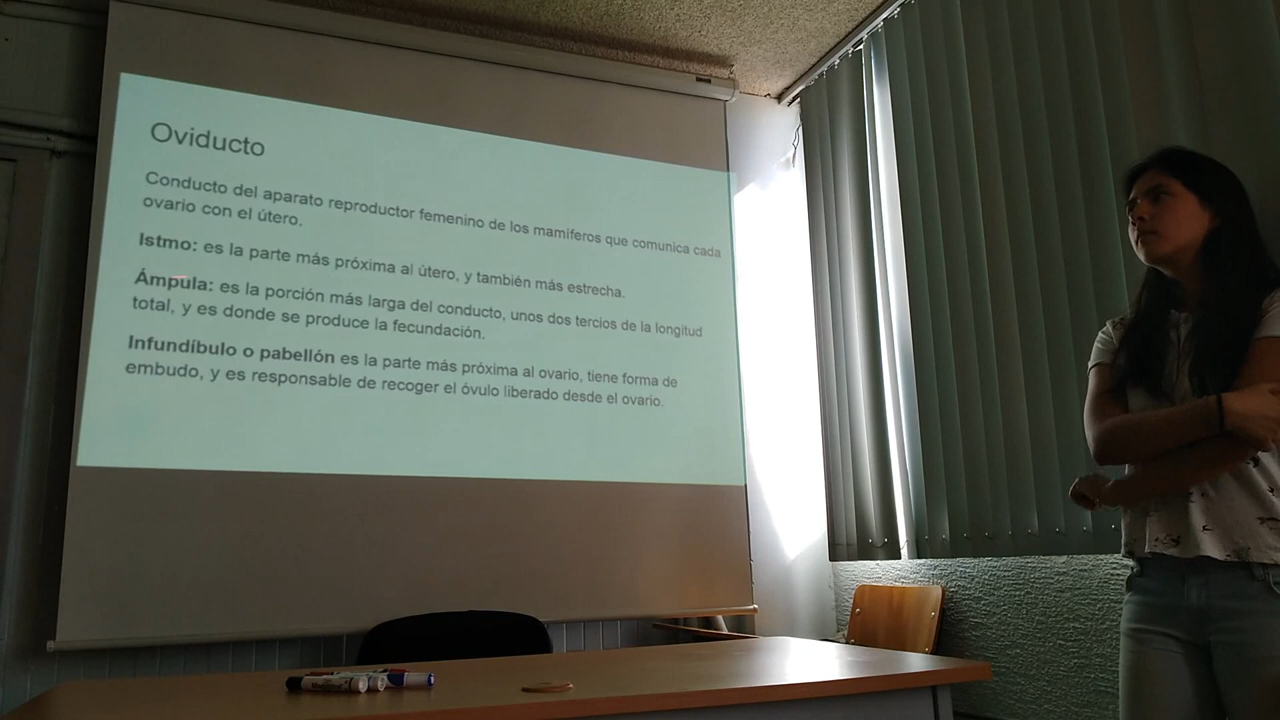 Oviducto
Conducto del aparato reproductor femenino de los mamíferos que comunica cada
ovario con el útero.
Istmo: es la parte más próxima al útero, y también más estrecha.
Ámpula: es la porción más larga del conducto, unos dos tercios de la longitud
total, y es donde se produce la fecundación.
Infundíbulo o pabellón es la parte más próxima al ovario, tiene forma de
embudo, y es responsable de recoger el óvulo liberado desde el ovario.